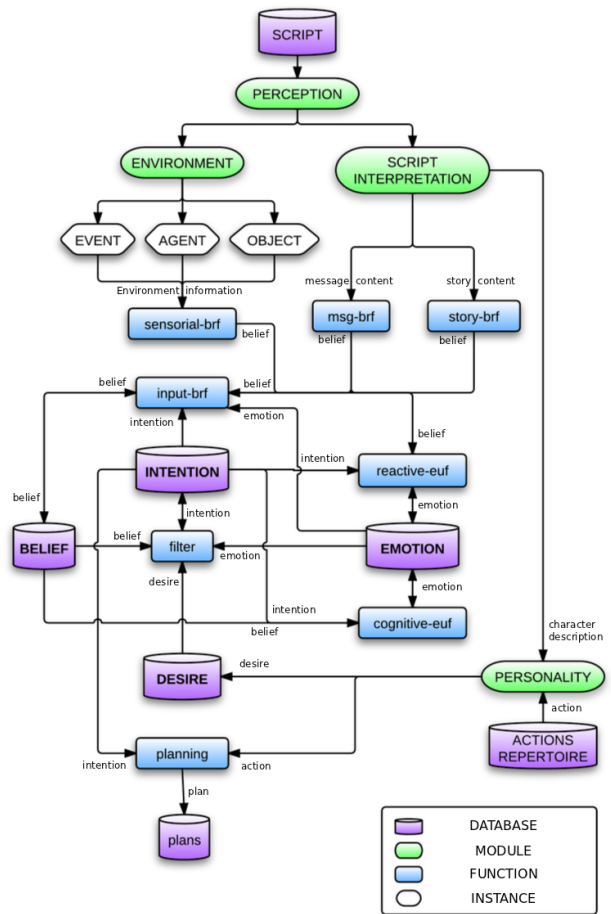 SCRIPT
PERCEPTION
ENVIRONMENT
SCRIPT
INTERPRETATION
EVENT
AGENT
OBJECT
message content
story content
Environment information
sensorial-brf
msg-brf
story-brf
belief
belief
belief
belief
input-brf
belief
intention
emotion
belief
INTENTION
intention
reactive-euf
belief
intention
emotion
BELIEF
belief
filter
emotion
EMOTION
desire
emotion
intention
belief
cognitive-euf
character
description
DESIRE
desire
PERSONALITY
action
planning
intention
action
ACTIONS
REPERTOIRE
plan
plans
DATABASE
MODULE
FUNCTION
INSTANCE